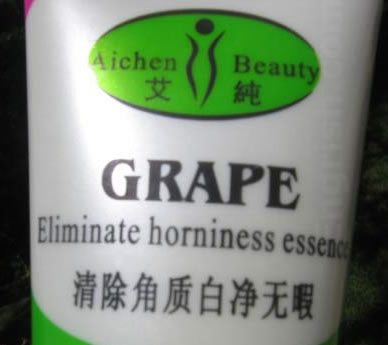 Aichen Beauty
艾 純
GRAPE
Eliminate horniness essence
清除角质白净无暇